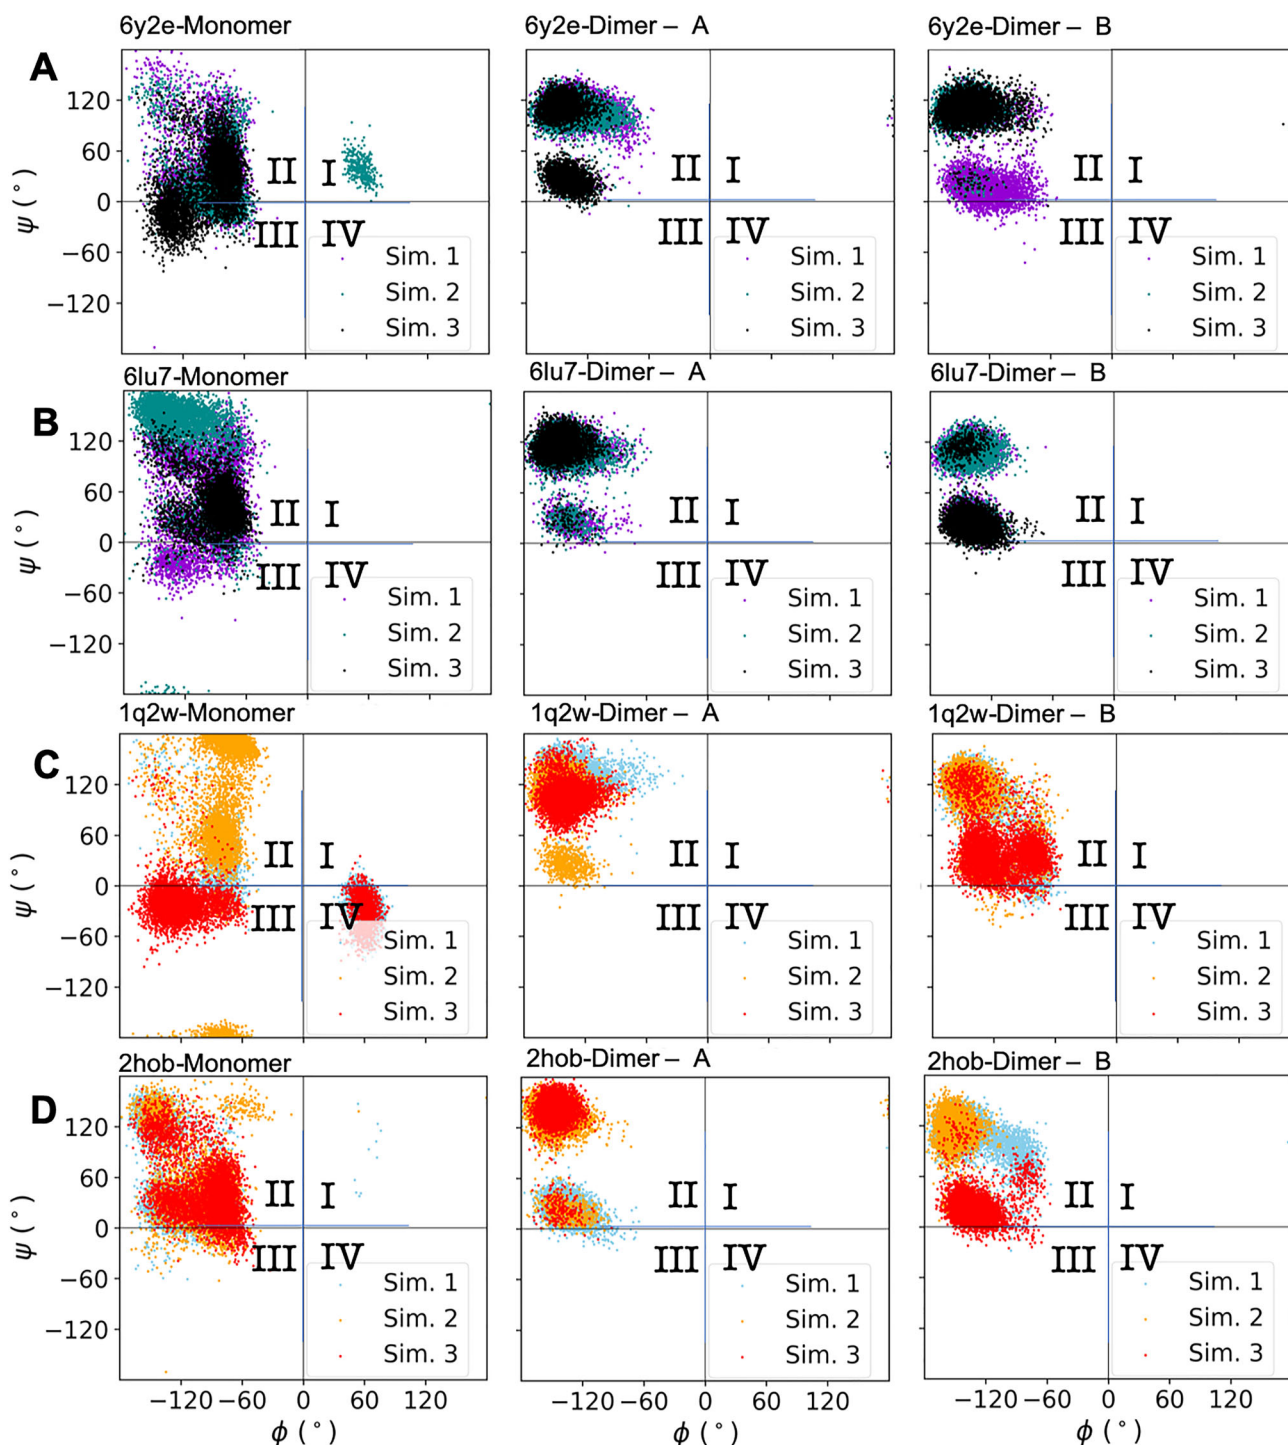 6y2e-Monomer
6y2e-Dimer – A
6y2e-Dimer – B
A
120
60
0
−60
−120
ψ (°)
II I
III IV
Sim. 1
Sim. 2
Sim. 3
II I
III IV
Sim. 1
Sim. 2
Sim. 3
II I
III IV
Sim. 1
Sim. 2
Sim. 3
6lu7-Monomer
6lu7-Dimer – A
6lu7-Dimer – B
B
120
60
0
−60
−120
ψ (°)
II I
III IV
Sim. 1
Sim. 2
Sim. 3
II I
III IV
Sim. 1
Sim. 2
Sim. 3
II I
III IV
Sim. 1
Sim. 2
Sim. 3
1q2w-Monomer
1q2w-Dimer – A
1q2w-Dimer – B
C
120
60
0
−60
−120
ψ (°)
II I
III IV
Sim. 1
Sim. 2
Sim. 3
II I
III IV
Sim. 1
Sim. 2
Sim. 3
II I
III IV
Sim. 1
Sim. 2
Sim. 3
2hob-Monomer
2hob-Dimer – A
2hob-Dimer – B
D
120
60
0
−60
−120
ψ (°)
II I
III IV
Sim. 1
Sim. 2
Sim. 3
II I
III IV
Sim. 1
Sim. 2
Sim. 3
II I
III IV
Sim. 1
Sim. 2
Sim. 3
−120 −60 0 60 120
−120 −60 0 60 120
−120 −60 0 60 120
ϕ (°)
ϕ (°)
ϕ (°)